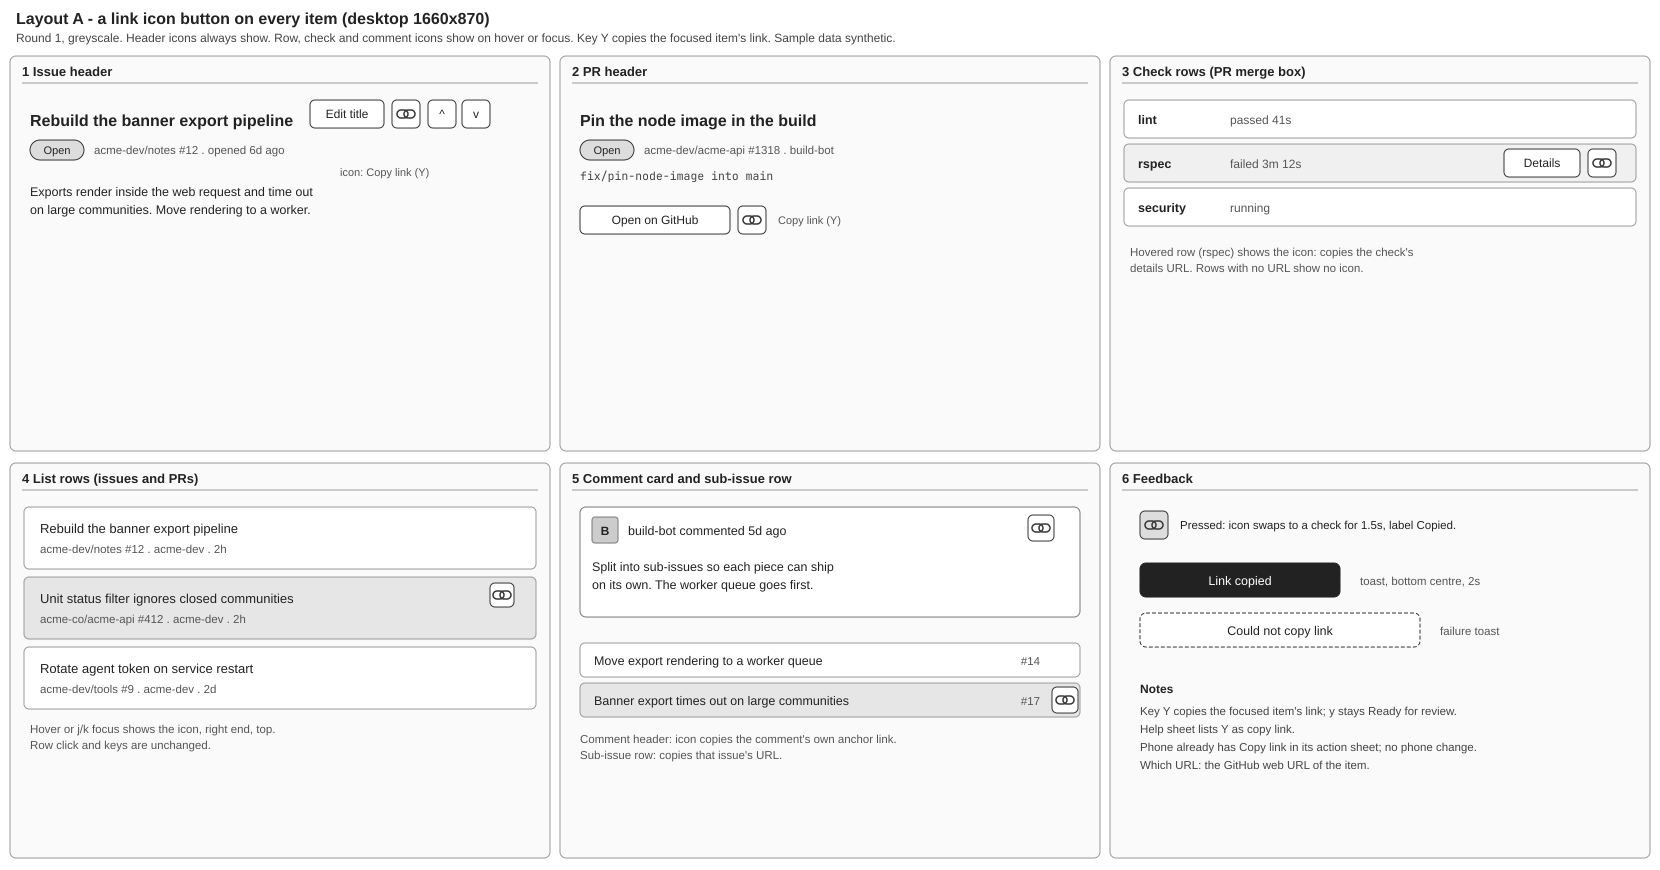 Layout A - a link icon button on every item (desktop 1660x870)
Round 1, greyscale. Header icons always show. Row, check and comment icons show on hover or focus. Key Y copies the focused item's link. Sample data synthetic.
1 Issue header
Rebuild the banner export pipeline
Edit title
^
v
Open
acme-dev/notes #12 . opened 6d ago
icon: Copy link (Y)
Exports render inside the web request and time out
on large communities. Move rendering to a worker.
2 PR header
Pin the node image in the build
Open
acme-dev/acme-api #1318 . build-bot
fix/pin-node-image into main
Open on GitHub
Copy link (Y)
3 Check rows (PR merge box)
lint
passed 41s
rspec
failed 3m 12s
Details
security
running
Hovered row (rspec) shows the icon: copies the check's
details URL. Rows with no URL show no icon.
4 List rows (issues and PRs)
Rebuild the banner export pipeline
acme-dev/notes #12 . acme-dev . 2h
Unit status filter ignores closed communities
acme-co/acme-api #412 . acme-dev . 2h
Rotate agent token on service restart
acme-dev/tools #9 . acme-dev . 2d
Hover or j/k focus shows the icon, right end, top.
Row click and keys are unchanged.
5 Comment card and sub-issue row
B
build-bot commented 5d ago
Split into sub-issues so each piece can ship
on its own. The worker queue goes first.
Move export rendering to a worker queue
#14
Banner export times out on large communities
#17
Comment header: icon copies the comment's own anchor link.
Sub-issue row: copies that issue's URL.
6 Feedback
Pressed: icon swaps to a check for 1.5s, label Copied.
Link copied
toast, bottom centre, 2s
Could not copy link
failure toast
Notes
Key Y copies the focused item's link; y stays Ready for review.
Help sheet lists Y as copy link.
Phone already has Copy link in its action sheet; no phone change.
Which URL: the GitHub web URL of the item.